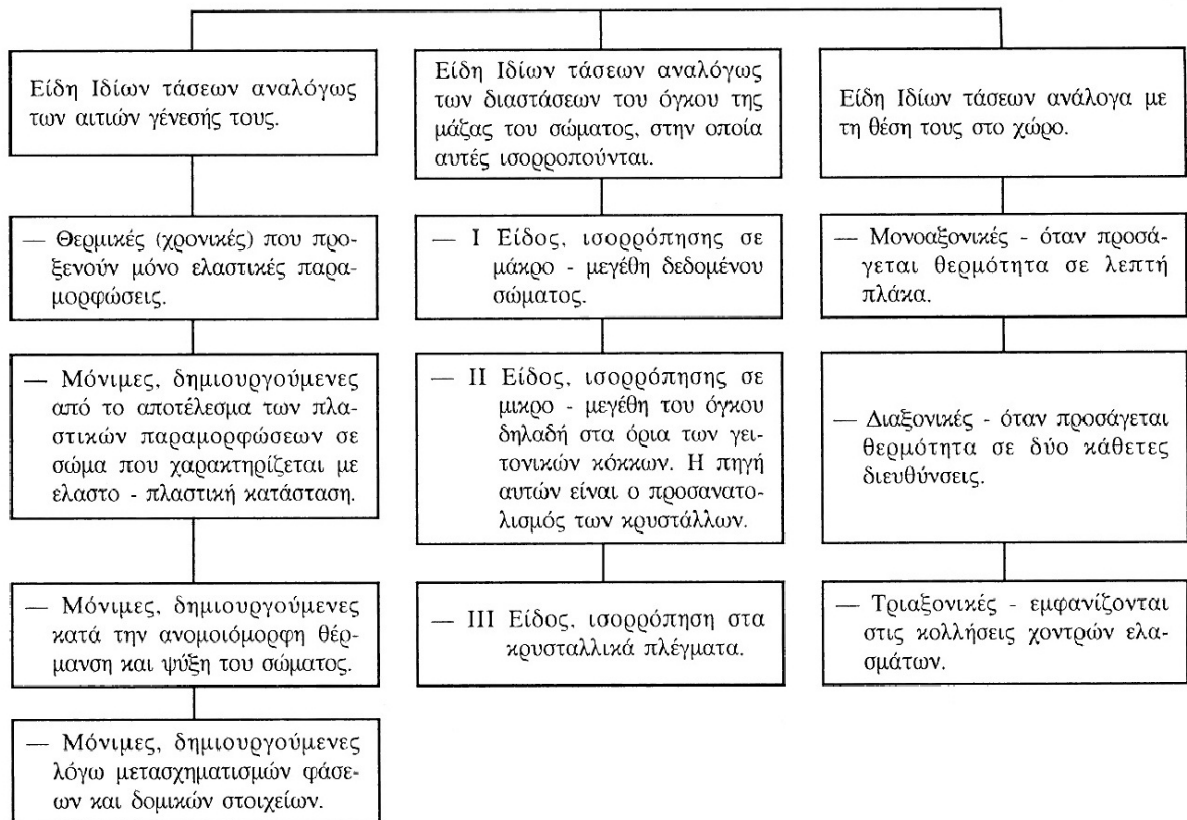 Είδη Ιδίων τάσεων αναλόγως
των αιτιών γένεσής τους.
— Θερμικές (χρονικές) που προ-
ξενούν μόνο ελαστικές παρα-
μορφώσεις.
— Μόνιμες, δημιουργούμενες
από το αποτέλεσμα των πλα-
στικών παραμορφώσεων σε
σώμα που χαρακτηρίζεται με
ελαστο - πλαστική κατάσταση.
— Μόνιμες, δημιουργούμενες
κατά την ανομοιόμορφη θέρ-
μανση και ψύξη του σώματος.
— Μόνιμες, δημιουργούμενες
λόγω μετασχηματισμών φάσε-
ων και δομικών στοιχείων.
Είδη Ιδίων τάσεων αναλόγως
των διαστάσεων του όγκου της
μάζας του σώματος, στην οποία
αυτές ισορροπούνται.
— I Είδος, ισορρόπησης σε
μάκρο - μεγέθη δεδομένου
σώματος.
— II Είδος, ισορρόπησης σε
μικρο - μεγέθη του όγκου
δηλαδή στα όρια των γει-
τονικών κόκκων. Η πηγή
αυτών είναι ο προσανατο-
λισμός των κρυστάλλων.
— III Είδος, ισορρόπηση στα
κρυσταλλικά πλέγματα.
Είδη Ιδίων τάσεων ανάλογα με
τη θέση τους στο χώρο.
— Μονοαξονικές - όταν προσά-
γεται θερμότητα σε λεπτή
πλάκα.
— Διαξονικές - όταν προσάγεται
θερμότητα σε δύο κάθετες
διευθύνσεις.
— Τριαξονικές - εμφανίζονται
στις κολλήσεις χοντρών ελα-
σμάτων.